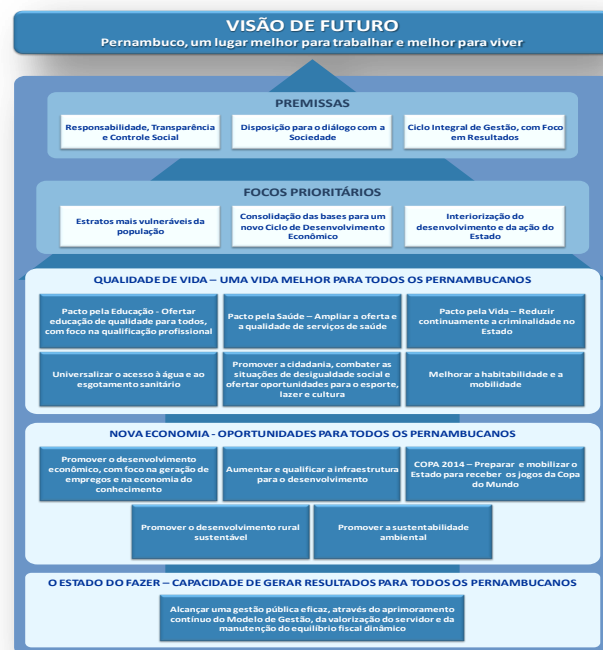 VISÃO DE FUTURO
Pernambuco, um lugar melhor para trabalhar e melhor para viver
PREMISSAS
Responsabilidade, Transparência
e Controle Social
Disposição para o diálogo com a
Sociedade
Ciclo Integral de Gestão, com Foco
em Resultados
FOCOS PRIORITÁRIOS
Estratos mais vulneráveis da
população
Consolidação das bases para um
novo Ciclo de Desenvolvimento
Econômico
Interiorização do
desenvolvimento e da ação do
Estado
QUALIDADE DE VIDA – UMA VIDA MELHOR PARA TODOS OS PERNAMBUCANOS
Pacto pela Educação - Ofertar
educação de qualidade para todos,
com foco na qualificação profissional
Pacto pela Saúde – Ampliar a oferta e
a qualidade de serviços de saúde
Pacto pela Vida – Reduzir
continuamente a criminalidade no
Estado
Universalizar o acesso à água e ao
esgotamento sanitário
Promover a cidadania, combater as
situações de desigualdade social e
ofertar oportunidades para o esporte,
lazer e cultura
Melhorar a habitabilidade e a
mobilidade
NOVA ECONOMIA - OPORTUNIDADES PARA TODOS OS PERNAMBUCANOS
Promover o desenvolvimento
econômico, com foco na geração de
empregos e na economia do
conhecimento
Aumentar e qualificar a infraestrutura
para o desenvolvimento
COPA 2014 – Preparar e mobilizar o
Estado para receber os jogos da Copa
do Mundo
Promover o desenvolvimento rural
sustentável
Promover a sustentabilidade
ambiental
O ESTADO DO FAZER – CAPACIDADE DE GERAR RESULTADOS PARA TODOS OS PERNAMBUCANOS
Alcançar uma gestão pública eficaz, através do aprimoramento
contínuo do Modelo de Gestão, da valorização do servidor e da
manutenção do equilíbrio fiscal dinâmico